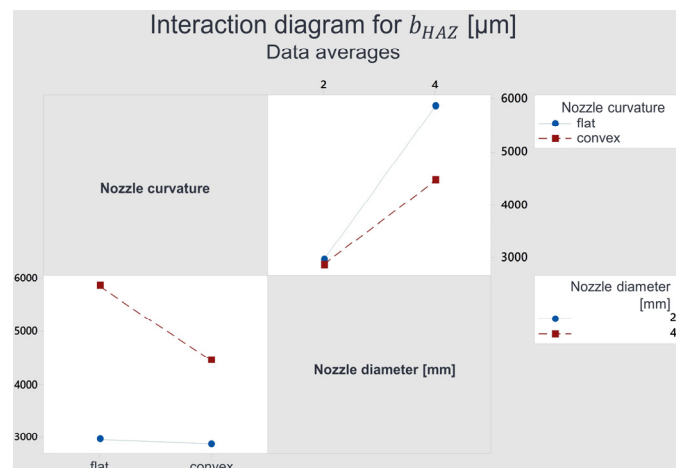 Interaction diagram for b_HAZ [µm]
Data averages
2 4
6000
5000
4000
3000
Nozzle curvature
flat
convex
Nozzle curvature
6000
5000
4000
3000
Nozzle diameter [mm]
Nozzle diameter
[mm]
2
4
flat convex